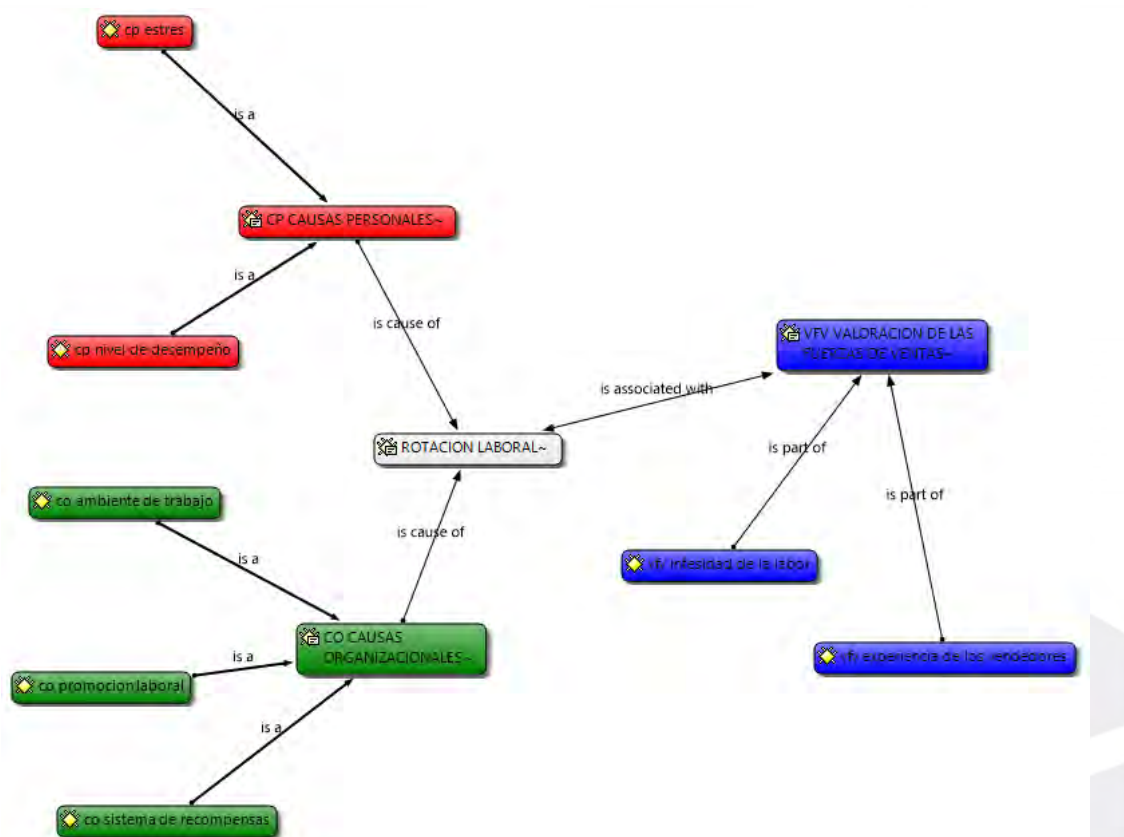 cp estres
is a
CP CAUSAS PERSONALES~
is a
cp nivel de desempeño
is cause of
VFV VALORACION DE LAS
FUERZAS DE VENTAS~
is associated with
ROTACION LABORAL~
is part of
is part of
co ambiente de trabajo
is cause of
is a
vfv intesidad de la labor
CO CAUSAS
ORGANIZACIONALES~
is a
vfv experiencia de los vendedores
co promocion laboral
is a
co sistema de recompensas